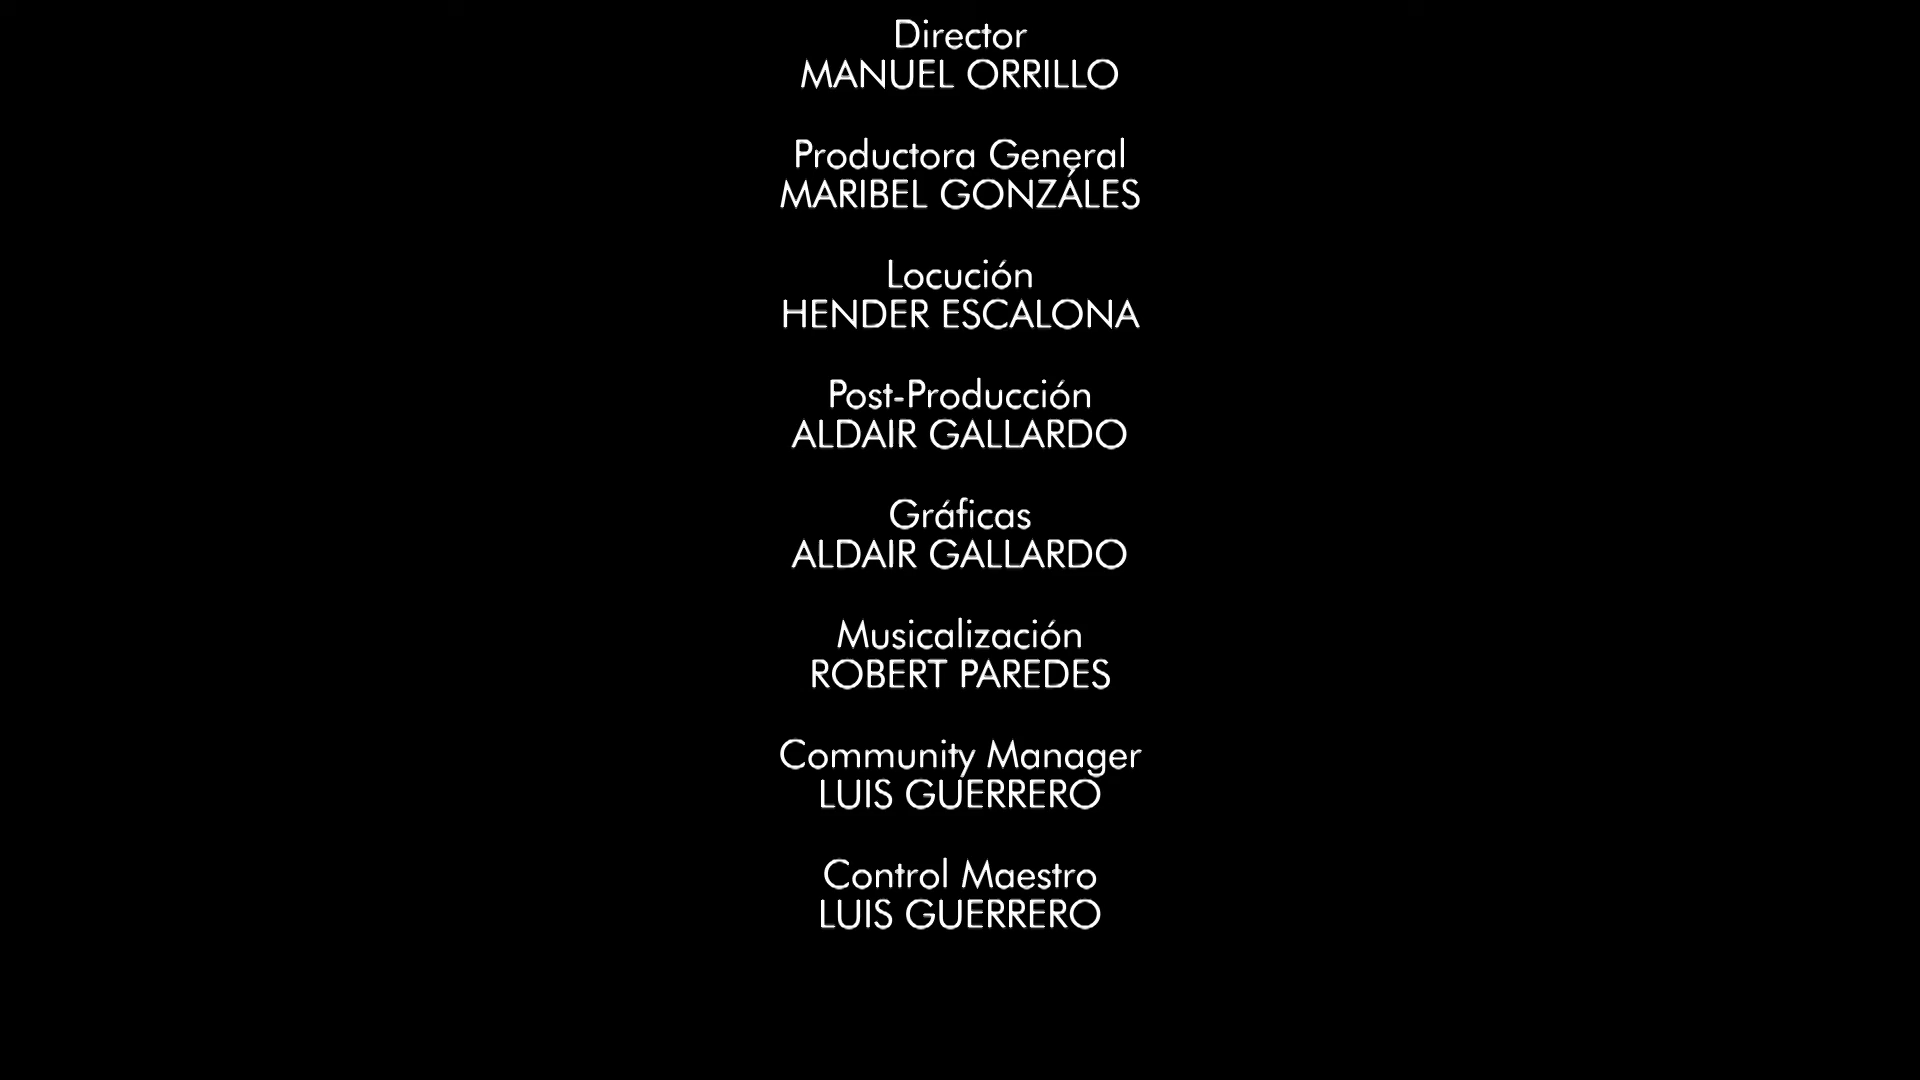 Director
MANUEL ORRILLO
Productora General
MARIBEL GONZÁLES
Locución
HENDER ESCALONA
Post-Producción
ALDAIR GALLARDO
Gráficas
ALDAIR GALLARDO
Musicalización
ROBERT PAREDES
Community Manager
LUIS GUERRERO
Control Maestro
LUIS GUERRERO